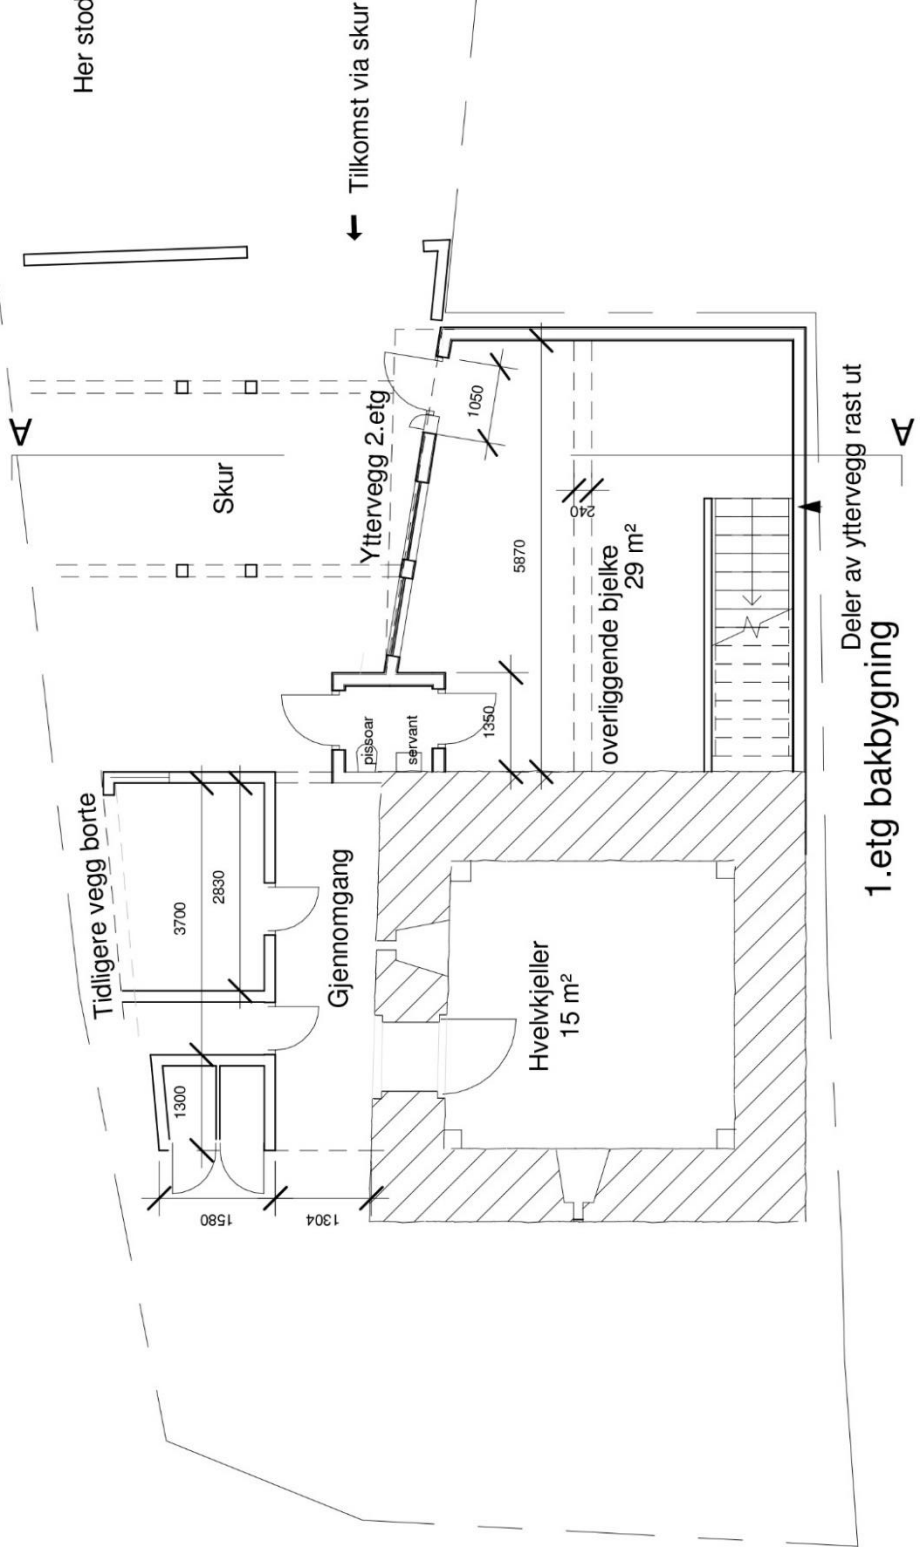 Her stod
Tilkomst via skur
A
Skur
Yttervegg 2.etg
1050
Tidligere vegg borte
3700
2830
1300
1580
1304
Gjennomgang
pissoar
servant
1350
5870
240
overliggende bjelke
29 m²
Hvelvkjeller
15 m²
A
Deler av yttervegg rast ut
1.etg bakbygning